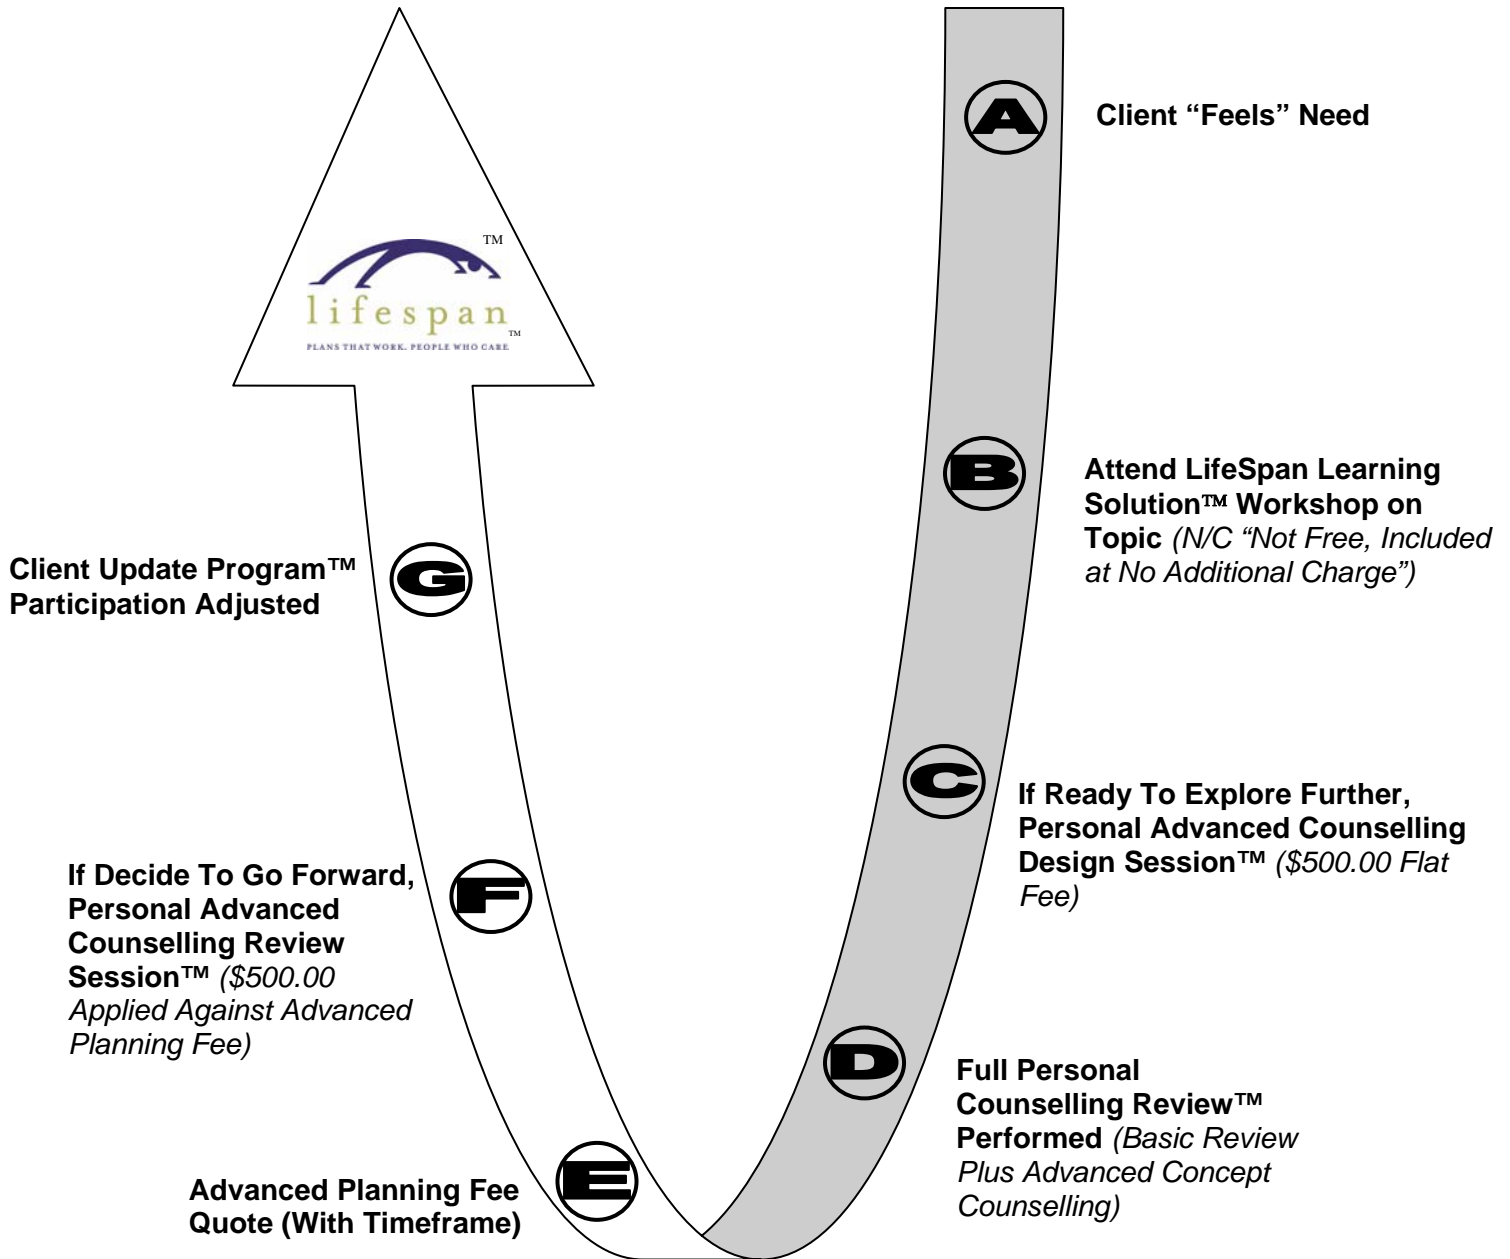 A
Client “Feels” Need
B
Attend LifeSpan Learning
Solution™ Workshop on
Topic (N/C “Not Free, Included
at No Additional Charge”)
C
If Ready To Explore Further,
Personal Advanced Counselling
Design Session™ ($500.00 Flat
Fee)
D
Full Personal
Counselling Review™
Performed (Basic Review
Plus Advanced Concept
Counselling)
E
Advanced Planning Fee
Quote (With Timeframe)
F
If Decide To Go Forward,
Personal Advanced
Counselling Review
Session™ ($500.00
Applied Against Advanced
Planning Fee)
G
Client Update Program™
Participation Adjusted
TM
lifespan TM
PLANS THAT WORK. PEOPLE WHO CARE